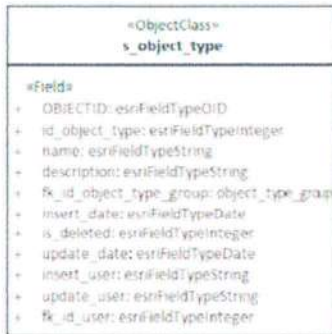 «ObjectClass»
s_object_type
«Field»
+ OBJECTID: esriFieldTypeOID
+ id_object_type: esriFieldTypeInteger
+ name: esriFieldTypeString
+ description: esriFieldTypeString
+ fk_id_object_type_group: object_type_group
+ insert_date: esriFieldTypeDate
+ is_deleted: esriFieldTypeInteger
+ update_date: esriFieldTypeDate
+ insert_user: esriFieldTypeString
+ update_user: esriFieldTypeString
+ fk_id_user: esriFieldTypeInteger